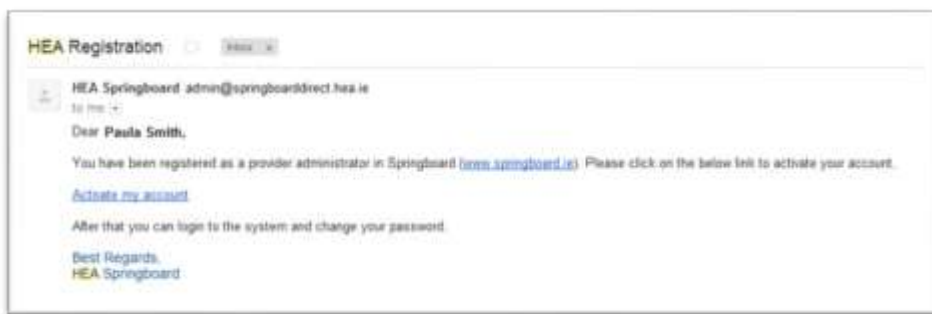 HEA Registration Inbox x
HEA Springboard admin@springboarddirect.hea.ie
to me
Dear Paula Smith,
You have been registered as a provider administrator in Springboard (www.springboard.ie). Please click on the below link to activate your account.
Activate my account
After that you can login to the system and change your password.
Best Regards,
HEA Springboard